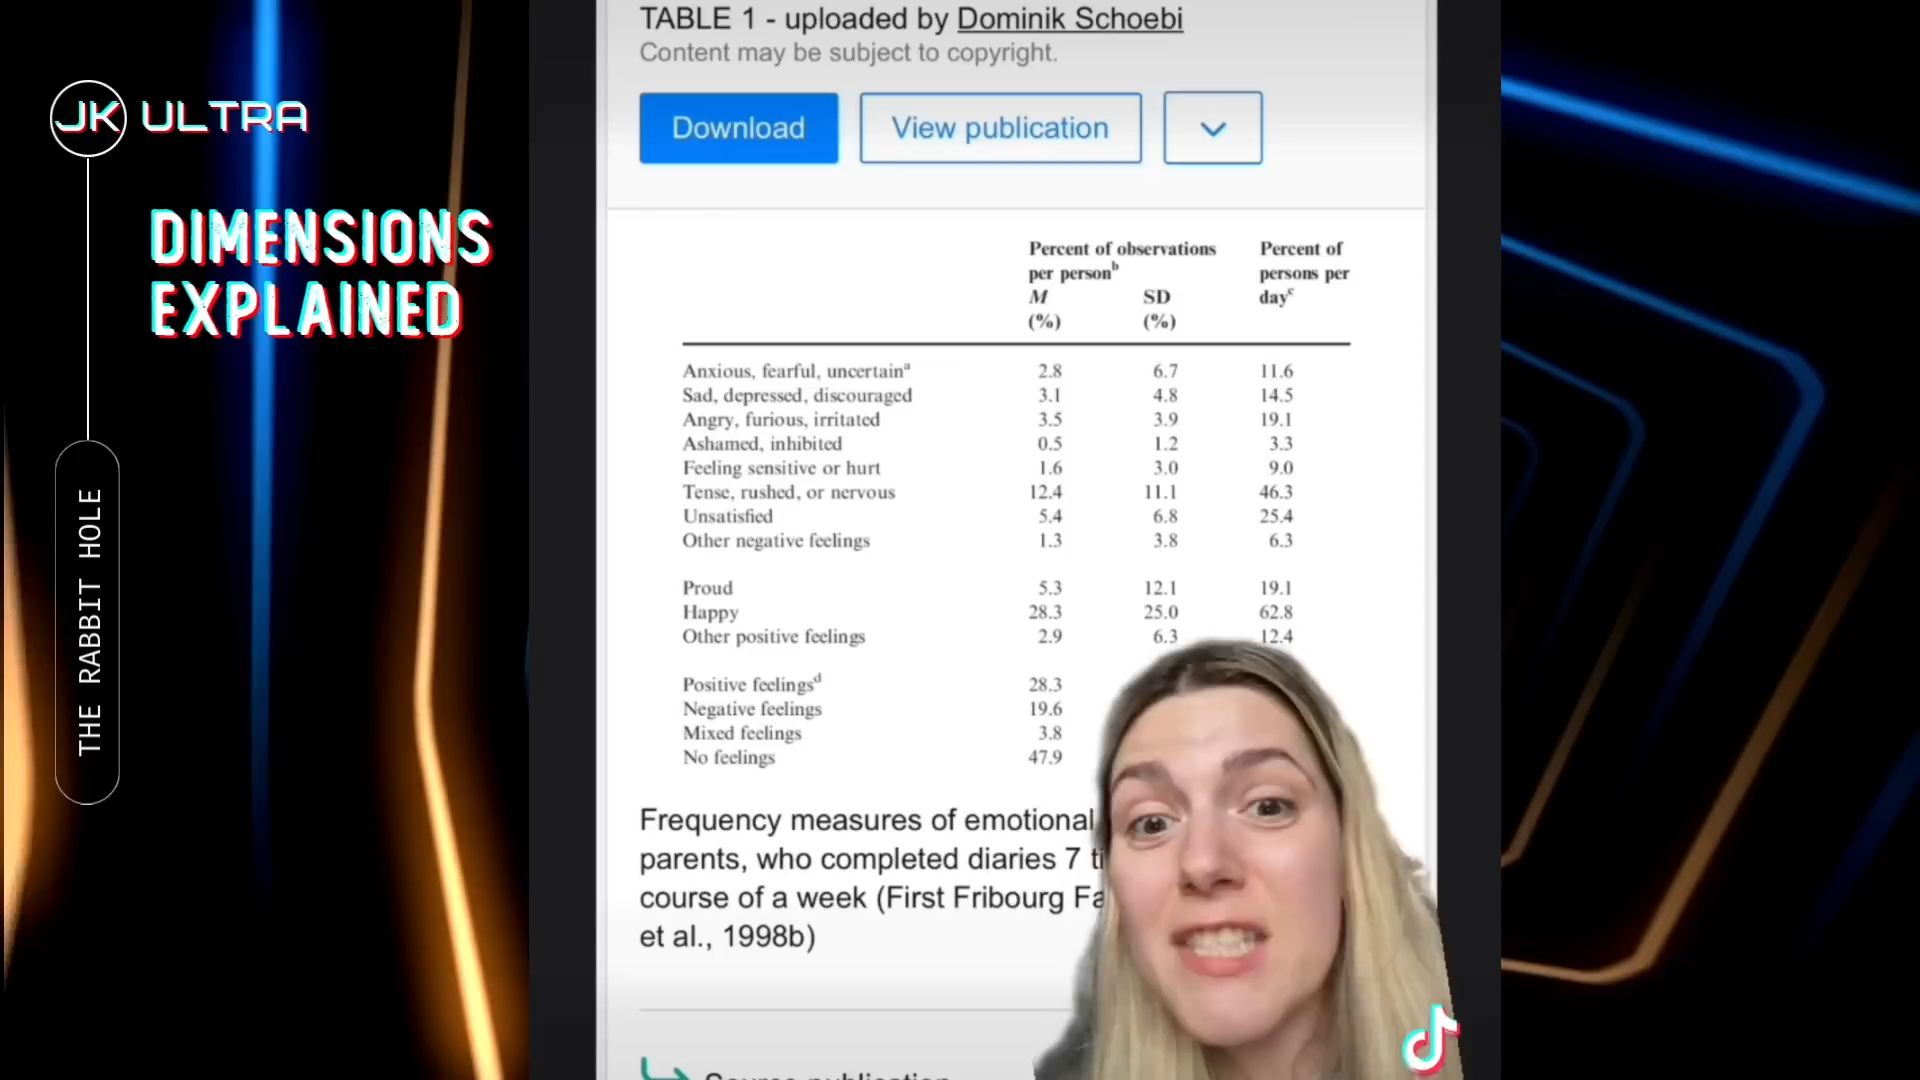 JK ULTRA
DIMENSIONS
EXPLAINED
THE RABBIT HOLE
TABLE 1 - uploaded by Dominik Schoebi
Content may be subject to copyright.
Download
View publication
Percent of observations Percent of
per personᵇ persons per
M SD dayᶜ
(%) (%)
Anxious, fearful, uncertainᵃ 2.8 6.7 11.6
Sad, depressed, discouraged 3.1 4.8 14.5
Angry, furious, irritated 3.5 3.9 19.1
Ashamed, inhibited 0.5 1.2 3.3
Feeling sensitive or hurt 1.6 3.0 9.0
Tense, rushed, or nervous 12.4 11.1 46.3
Unsatisfied 5.4 6.8 25.4
Other negative feelings 1.3 3.8 6.3
Proud 5.3 12.1 19.1
Happy 28.3 25.0 62.8
Other positive feelings 2.9 6.3 12.4
Positive feelingsᵈ 28.3
Negative feelings 19.6
Mixed feelings 3.8
No feelings 47.9
Frequency measures of emotional
parents, who completed diaries 7
course of a week (First Fribourg
et al., 1998b)